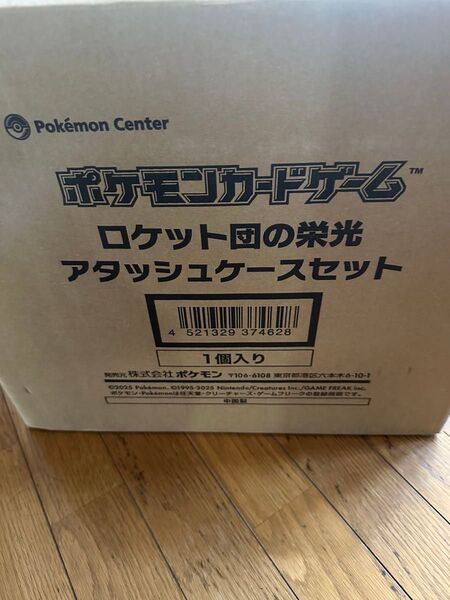 Pokémon Center
ポケモンカードゲーム™
ロケット団の栄光
アタッシュケースセット
4 521329 374628
1個入り
発売元 株式会社 ポケモン 〒106-6108 東京都港区六本木6-10-1
©2025 Pokémon. ©1995-2025 Nintendo/Creatures Inc./GAME FREAK inc.
ポケモン・Pokémonは任天堂・クリーチャーズ・ゲームフリークの登録商標です。
中国製